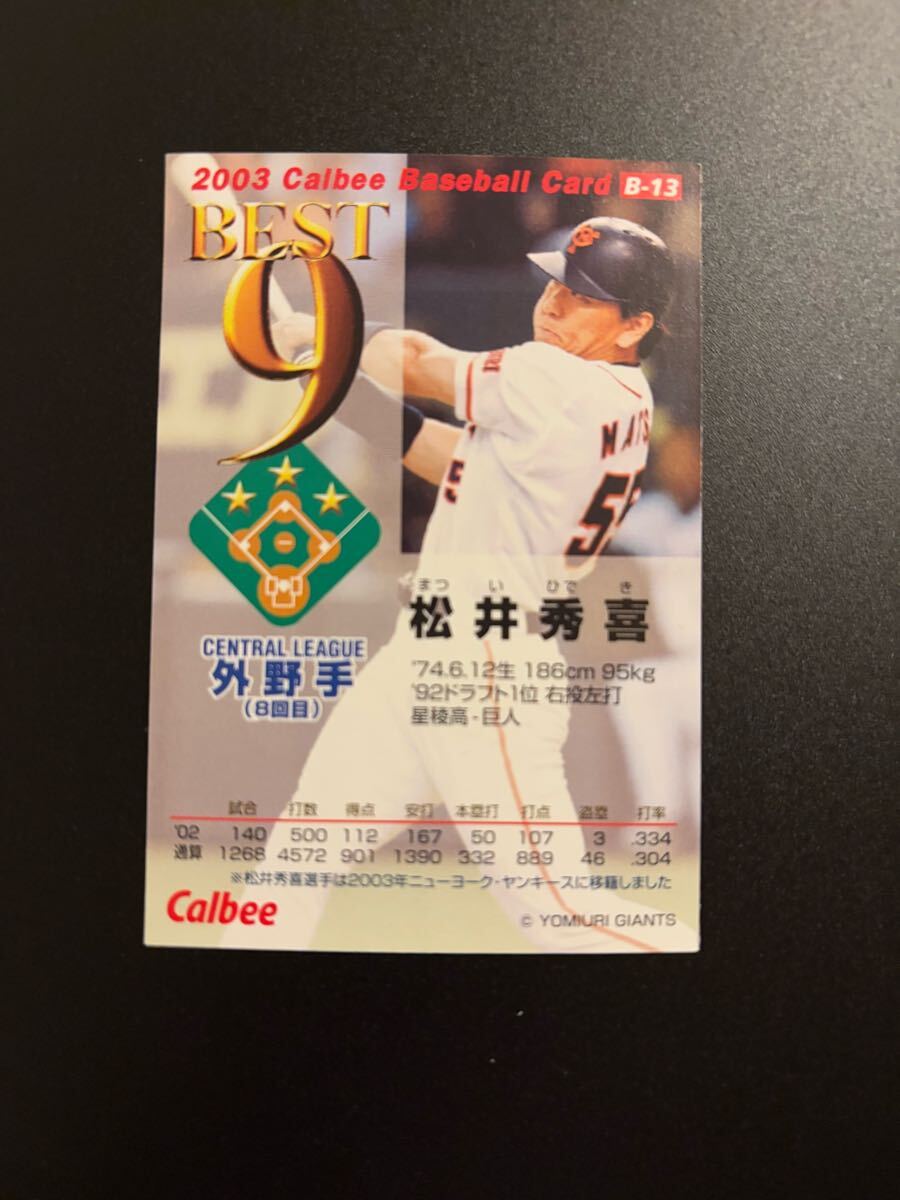 2003 Calbee Baseball Card B-13
BEST
9
MATS
55
5
まつ い ひで き
松井秀喜
CENTRAL LEAGUE
外野手
(8回目)
'74.6.12生 186cm 95kg
'92ドラフト1位 右投左打
星稜高-巨人
試合 打数 得点 安打 本塁打 打点 盗塁 打率
'02 140 500 112 167 50 107 3 .334
通算 1268 4572 901 1390 332 889 46 .304
※松井秀喜選手は2003年ニューヨーク・ヤンキースに移籍しました
Calbee
© YOMIURI GIANTS